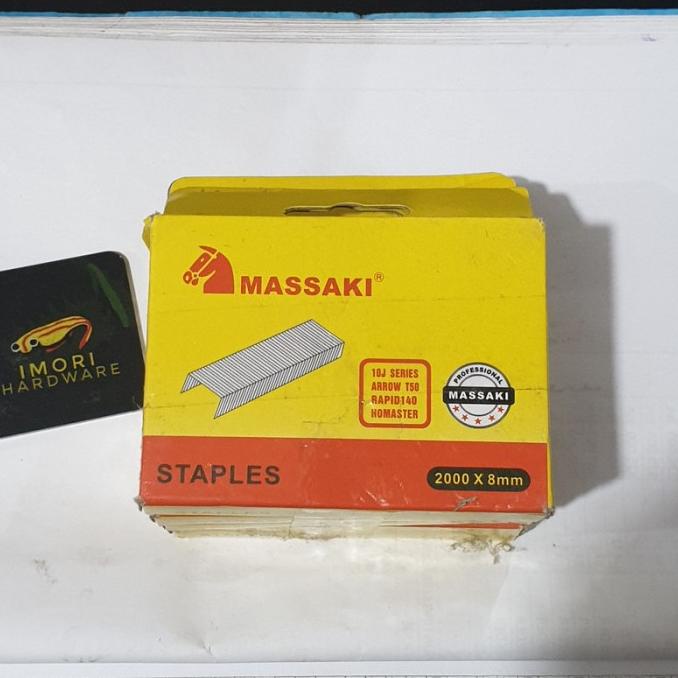 MASSAKI®
10J SERIES
ARROW T50
RAPID140
HOMASTER
PROFESSIONAL
MASSAKI
STAPLES
2000 X 8mm
IMORI
HARDWARE